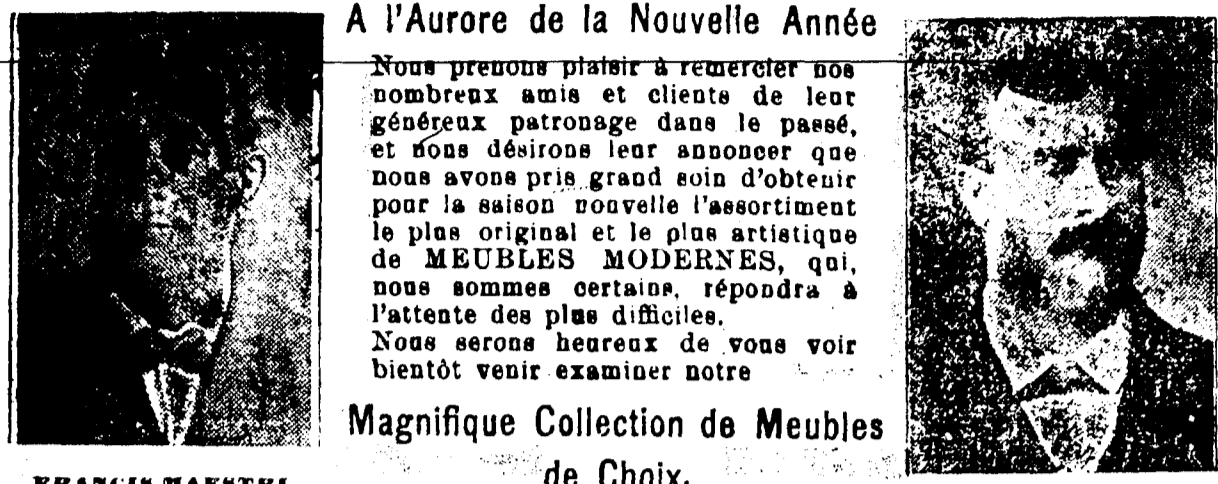 A l'Aurore de la Nouvelle Année
Nous prenons plaisir à remercier nos
nombreux amis et clients de leur
généreux patronage dans le passé,
et nous désirons leur annoncer que
nous avons pris grand soin d'obtenir
pour la saison nouvelle l'assortiment
le plus original et le plus artistique
de MEUBLES MODERNES, qui,
nous sommes certains, répondra à
l'attente des plus difficiles.
Nous serons heureux de vous voir
bientôt venir examiner notre
Magnifique Collection de Meubles
de Choix.
FRANCIS MAESTRI